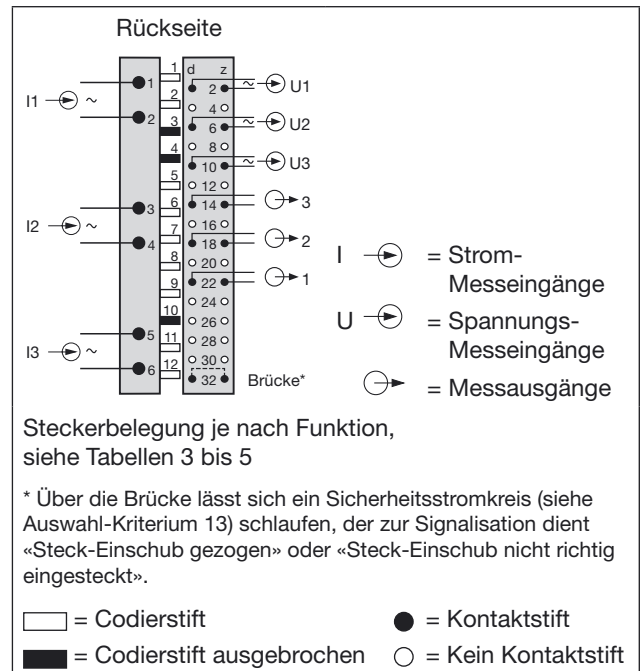 Rückseite
d z
1
2
3
4
5
6
7
8
9
10
11
12
1
2
3
4
5
6
2
4
6
8
10
12
14
16
18
20
22
24
26
28
30
32
I1 ~
I2 ~
I3 ~
~ U1
~ U2
~ U3
3
2
1
Brücke*
I = Strom-
Messeingänge
U = Spannungs-
Messeingänge
= Messausgänge
Steckerbelegung je nach Funktion,
siehe Tabellen 3 bis 5
* Über die Brücke lässt sich ein Sicherheitsstromkreis (siehe
Auswahl-Kriterium 13) schlaufen, der zur Signalisation dient
«Steck-Einschub gezogen» oder «Steck-Einschub nicht richtig
eingesteckt».
= Codierstift = Kontaktstift
= Codierstift ausgebrochen = Kein Kontaktstift